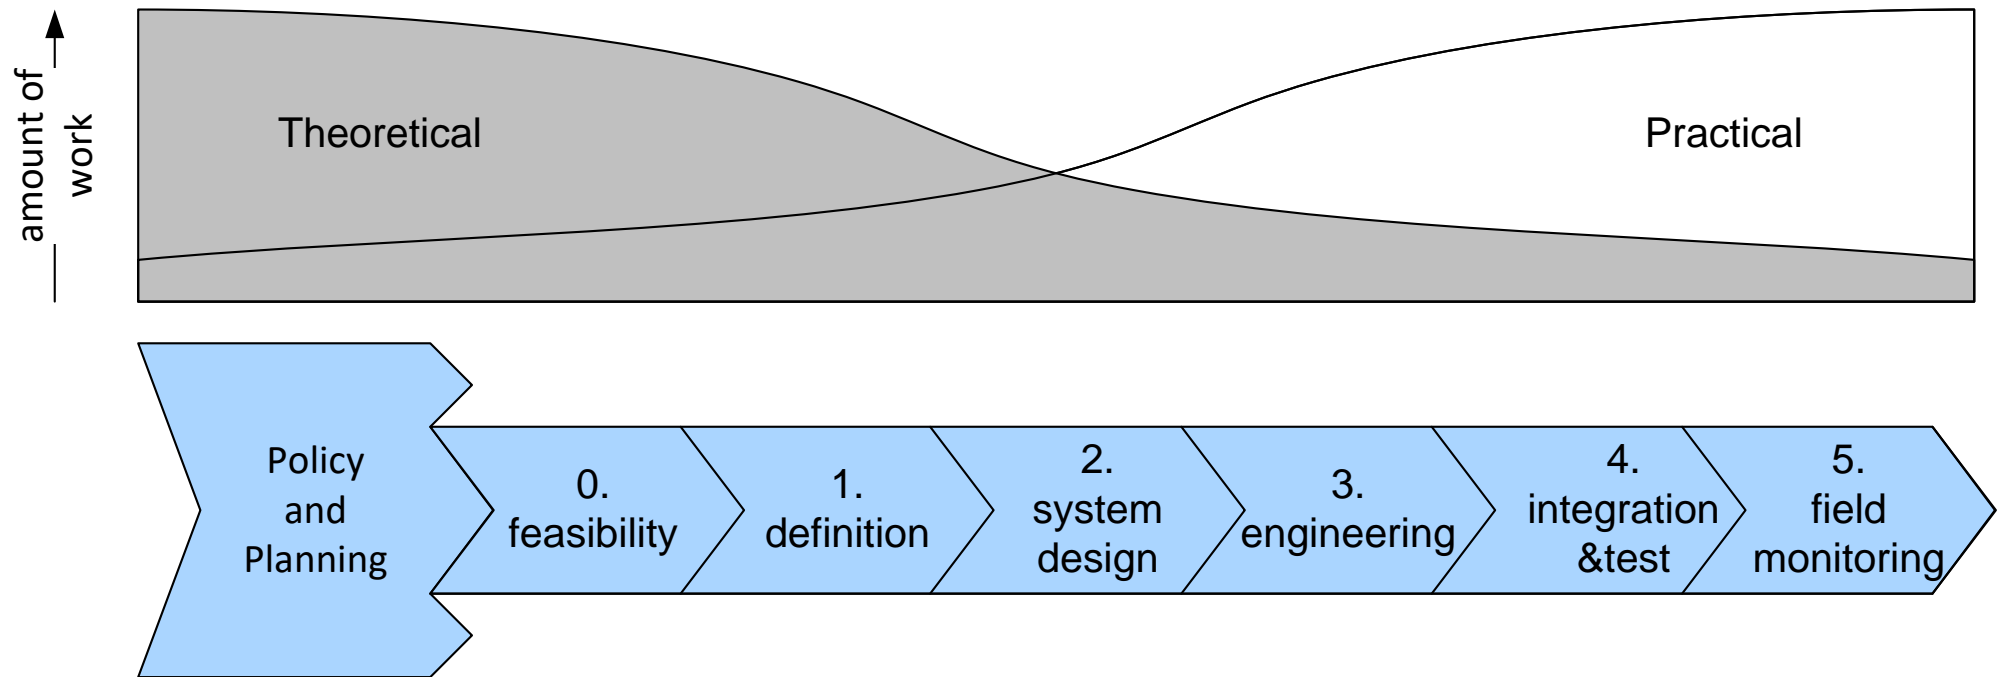 amount of
work
Theoretical
Practical
Policy
and
Planning
0.
feasibility
1.
definition
2.
system
design
3.
engineering
4.
integration
&test
5.
field
monitoring